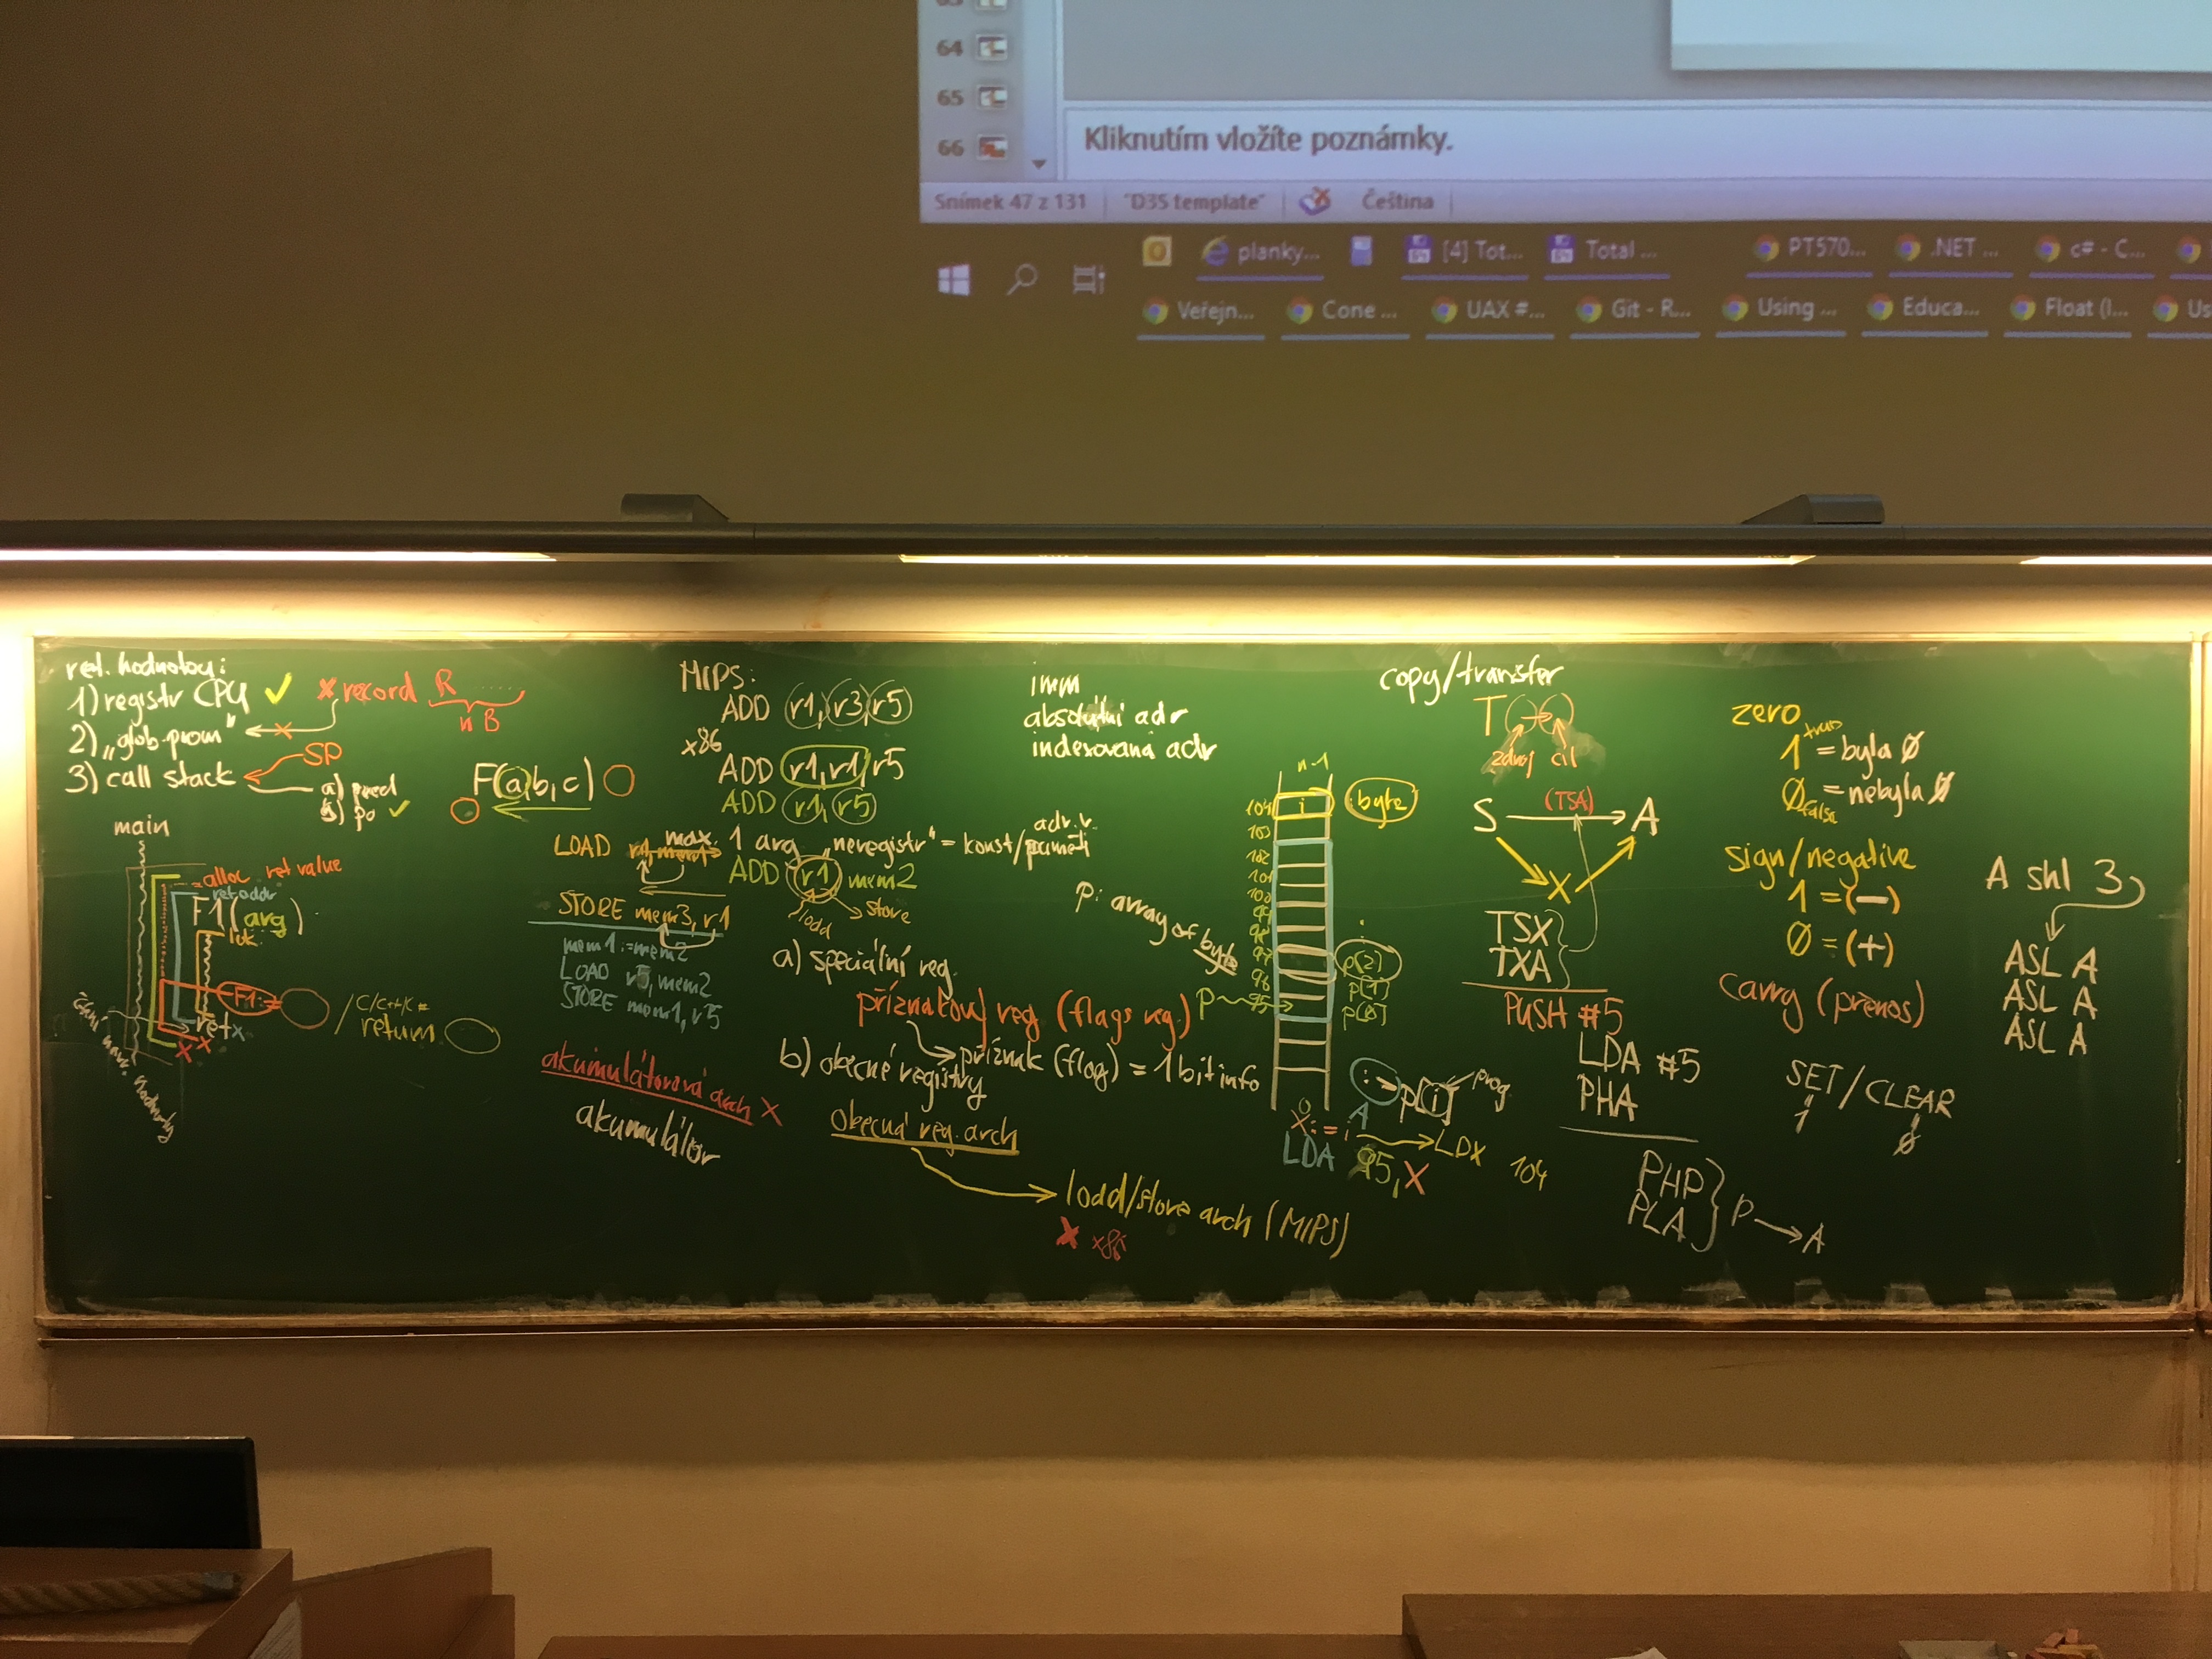 64
65
66
Kliknutím vložíte poznámky.
Snímek 47 z 131
"D3S template"
Čeština
planky...
[4] Tot...
Total ...
PT570...
.NET ...
c# - C...
Veřejn...
Cone ...
UAX #...
Git - R...
Using ...
Educa...
Float (I...
Us
ret. hodnotou:
1) registr CPU ✓
2) "glob. prom"
3) call stack
x record R ......
n B
SP
a) před
b) po ✓
F(a,b,c)
main
alloc ret value
ret addr
F1(arg)
lok.
F1:=
ret x
x x
hodnoty
/C/C++/C#
return
MIPS:
ADD r1, r3, r5
x86
ADD r1, r1, r5
ADD r1, r5
max. 1 arg "neregistr" = konst/paměti
adr. v.
ADD r1, mem2
load
store
LOAD
STORE mem3, r1
mem1:=mem2
LOAD r5, mem2
STORE mem1, r5
a) speciální reg.
příznakový reg (flags reg.)
příznak (flag) = 1 bit info
b) obecné registry
akumulátorová arch X
akumulátor
obecná reg. arch
load/store arch (MIPS)
X x86
imm
absolutní adr
indexovaná adr
n-1
104
i
: byte
103
102
101
100
99
98
97
96
95
0
p: array of byte
p
p[2]
p[1]
p[0]
:= p[i]
prog
A
X := i
LDX 104
LDA 95,X
copy/transfer
T
zdroj
cíl
S
(TSA)
A
X
TSX
TXA
PUSH #5
LDA #5
PHA
PHP
PLA
P → A
zero
true
1 = byla 0
0 = nebyla 0
false
sign/negative
1 = (-)
0 = (+)
carry (přenos)
SET/CLEAR
1
0
A shl 3
ASL A
ASL A
ASL A